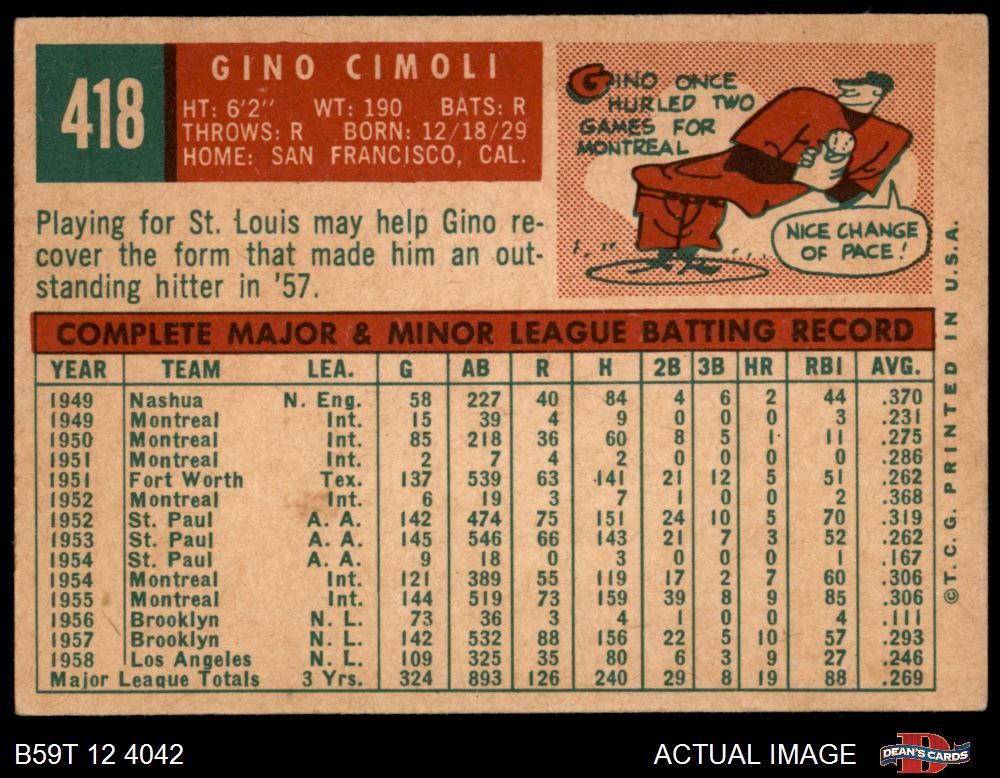 418
GINO CIMOLI
HT: 6'2" WT: 190 BATS: R
THROWS: R BORN: 12/18/29
HOME: SAN FRANCISCO, CAL.
GINO ONCE
HURLED TWO
GAMES FOR
MONTREAL
NICE CHANGE
OF PACE!
Playing for St. Louis may help Gino re-
cover the form that made him an out-
standing hitter in '57.
COMPLETE MAJOR & MINOR LEAGUE BATTING RECORD
YEAR TEAM LEA. G AB R H 2B 3B HR RBI AVG.
1949 Nashua N. Eng. 58 227 40 84 4 6 2 44 .370
1949 Montreal Int. 15 39 4 9 0 0 0 3 .231
1950 Montreal Int. 85 218 36 60 8 5 1 11 .275
1951 Montreal Int. 2 7 4 2 0 0 0 0 .286
1951 Fort Worth Tex. 137 539 63 141 21 12 5 51 .262
1952 Montreal Int. 6 19 3 7 1 0 0 2 .368
1952 St. Paul A. A. 142 474 75 151 24 10 5 70 .319
1953 St. Paul A. A. 145 546 66 143 21 7 3 52 .262
1954 St. Paul A. A. 9 18 0 3 0 0 0 1 .167
1954 Montreal Int. 121 389 55 119 17 2 7 60 .306
1955 Montreal Int. 144 519 73 159 39 8 9 85 .306
1956 Brooklyn N. L. 73 36 3 4 1 0 0 4 .111
1957 Brooklyn N. L. 142 532 88 156 22 5 10 57 .293
1958 Los Angeles N. L. 109 325 35 80 6 3 9 27 .246
Major League Totals 3 Yrs. 324 893 126 240 29 8 19 88 .269
©T. C. G. PRINTED IN U.S.A.
B59T 12 4042
ACTUAL IMAGE
DEAN'S CARDS